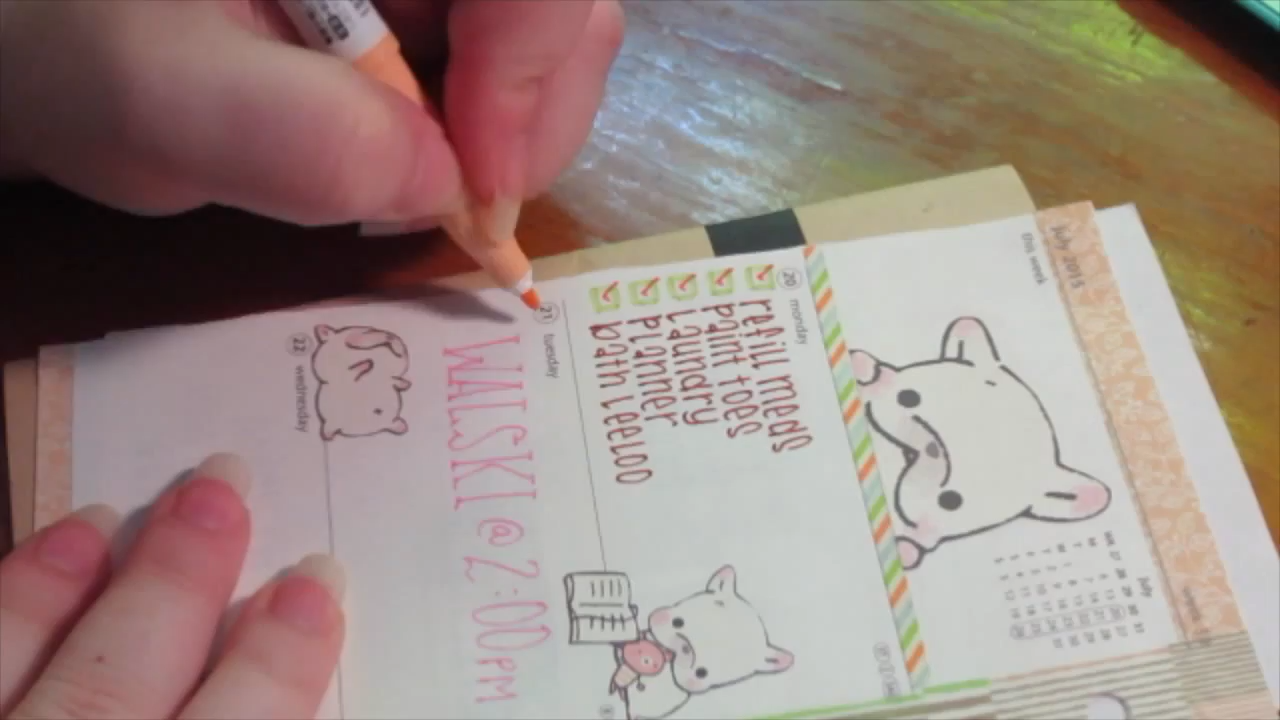 july 2015
this week
july
20 monday
refill meds
paint toes
laundry
planner
bath leeloo
21 tuesday
WALSKI @ 2:00PM
22 wednesday